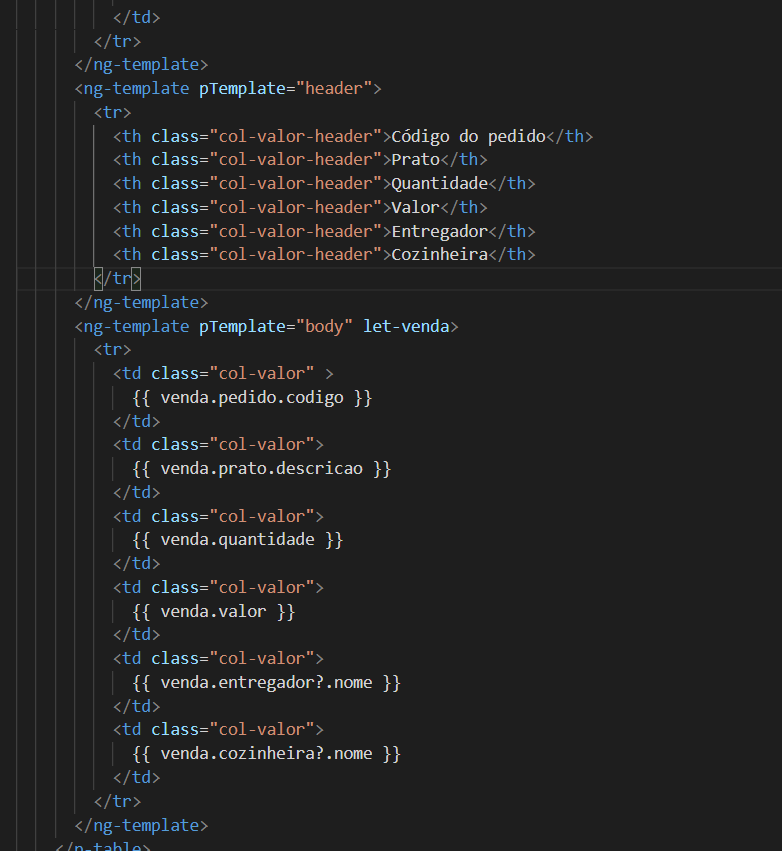 </td>
</tr>
</ng-template>
<ng-template pTemplate="header">
<tr>
<th class="col-valor-header">Código do pedido</th>
<th class="col-valor-header">Prato</th>
<th class="col-valor-header">Quantidade</th>
<th class="col-valor-header">Valor</th>
<th class="col-valor-header">Entregador</th>
<th class="col-valor-header">Cozinheira</th>
</tr>
</ng-template>
<ng-template pTemplate="body" let-venda>
<tr>
<td class="col-valor" >
{{ venda.pedido.codigo }}
</td>
<td class="col-valor">
{{ venda.prato.descricao }}
</td>
<td class="col-valor">
{{ venda.quantidade }}
</td>
<td class="col-valor">
{{ venda.valor }}
</td>
<td class="col-valor">
{{ venda.entregador?.nome }}
</td>
<td class="col-valor">
{{ venda.cozinheira?.nome }}
</td>
</tr>
</ng-template>
</p-table>